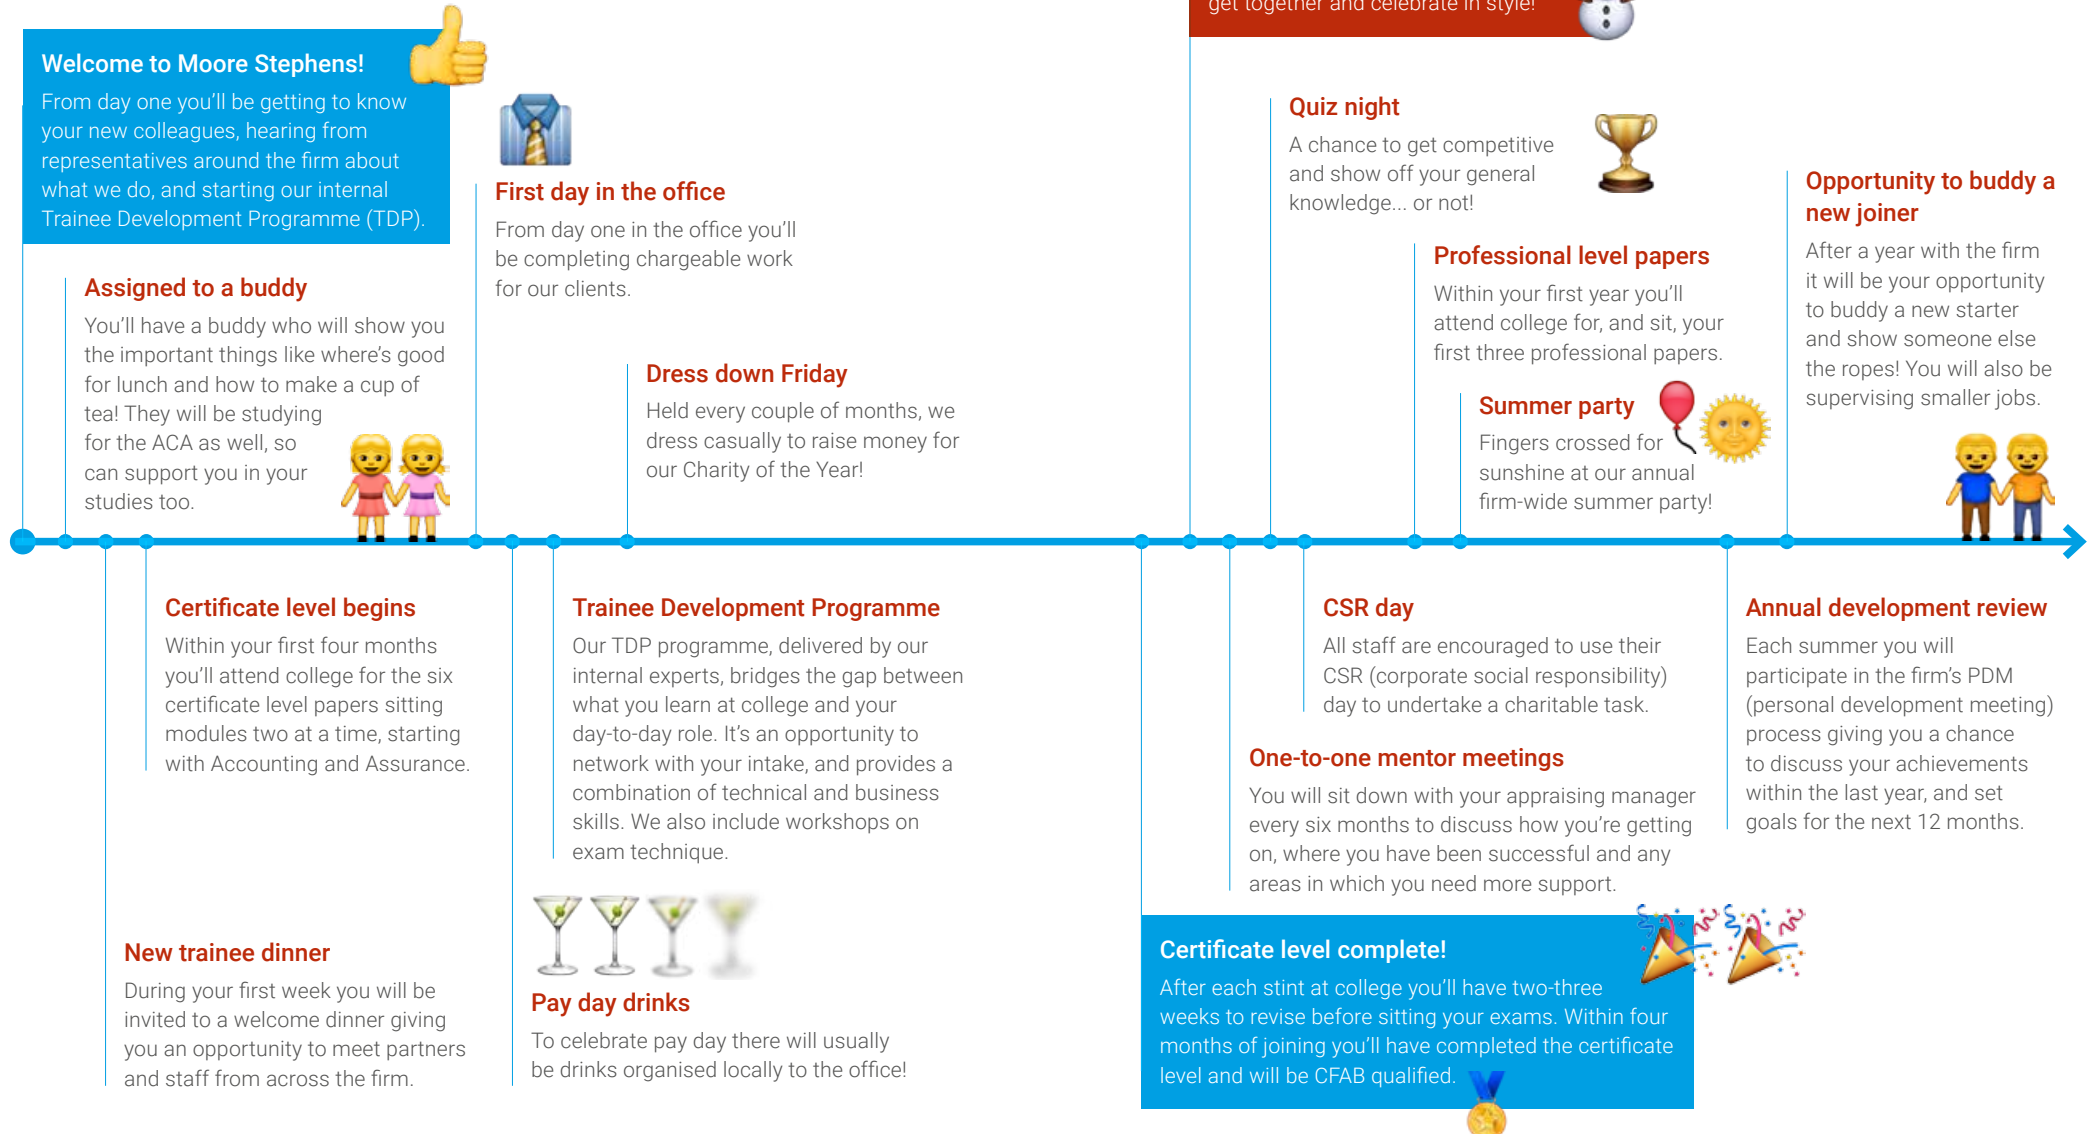 get together and celebrate in style!
Welcome to Moore Stephens!
From day one you'll be getting to know
your new colleagues, hearing from
representatives around the firm about
what we do, and starting our internal
Trainee Development Programme (TDP).
Assigned to a buddy
You'll have a buddy who will show you
the important things like where's good
for lunch and how to make a cup of
tea! They will be studying
for the ACA as well, so
can support you in your
studies too.
First day in the office
From day one in the office you'll
be completing chargeable work
for our clients.
Dress down Friday
Held every couple of months, we
dress casually to raise money for
our Charity of the Year!
Quiz night
A chance to get competitive
and show off your general
knowledge... or not!
Professional level papers
Within your first year you'll
attend college for, and sit, your
first three professional papers.
Summer party
Fingers crossed for
sunshine at our annual
firm-wide summer party!
Opportunity to buddy a
new joiner
After a year with the firm
it will be your opportunity
to buddy a new starter
and show someone else
the ropes! You will also be
supervising smaller jobs.
Certificate level begins
Within your first four months
you'll attend college for the six
certificate level papers sitting
modules two at a time, starting
with Accounting and Assurance.
New trainee dinner
During your first week you will be
invited to a welcome dinner giving
you an opportunity to meet partners
and staff from across the firm.
Trainee Development Programme
Our TDP programme, delivered by our
internal experts, bridges the gap between
what you learn at college and your
day-to-day role. It's an opportunity to
network with your intake, and provides a
combination of technical and business
skills. We also include workshops on
exam technique.
Pay day drinks
To celebrate pay day there will usually
be drinks organised locally to the office!
CSR day
All staff are encouraged to use their
CSR (corporate social responsibility)
day to undertake a charitable task.
One-to-one mentor meetings
You will sit down with your appraising manager
every six months to discuss how you're getting
on, where you have been successful and any
areas in which you need more support.
Certificate level complete!
After each stint at college you'll have two-three
weeks to revise before sitting your exams. Within four
months of joining you'll have completed the certificate
level and will be CFAB qualified.
Annual development review
Each summer you will
participate in the firm's PDM
(personal development meeting)
process giving you a chance
to discuss your achievements
within the last year, and set
goals for the next 12 months.